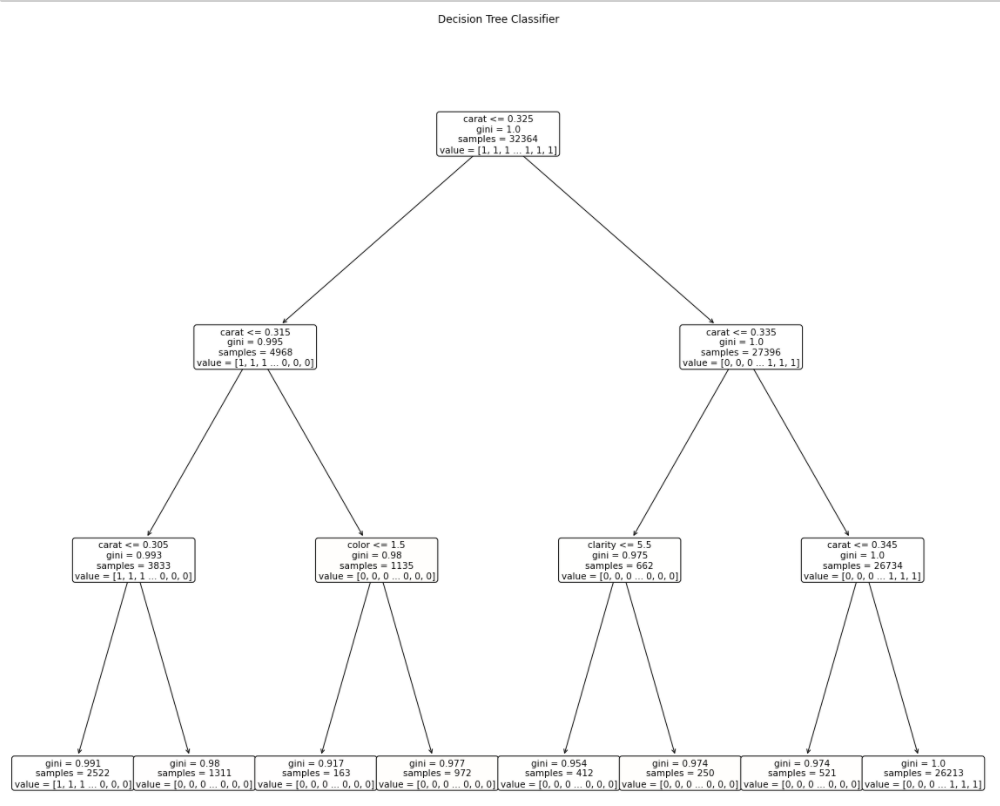 Decision Tree Classifier
carat <= 0.325
gini = 1.0
samples = 32364
value = [1, 1, 1 ... 1, 1, 1]
carat <= 0.315
gini = 0.995
samples = 4968
value = [1, 1, 1 ... 0, 0, 0]
carat <= 0.335
gini = 1.0
samples = 27396
value = [0, 0, 0 ... 1, 1, 1]
carat <= 0.305
gini = 0.993
samples = 3833
value = [1, 1, 1 ... 0, 0, 0]
color <= 1.5
gini = 0.98
samples = 1135
value = [0, 0, 0 ... 0, 0, 0]
clarity <= 5.5
gini = 0.975
samples = 662
value = [0, 0, 0 ... 0, 0, 0]
carat <= 0.345
gini = 1.0
samples = 26734
value = [0, 0, 0 ... 1, 1, 1]
gini = 0.991
samples = 2522
value = [1, 1, 1 ... 0, 0, 0]
gini = 0.98
samples = 1311
value = [0, 0, 0 ... 0, 0, 0]
gini = 0.917
samples = 163
value = [0, 0, 0 ... 0, 0, 0]
gini = 0.977
samples = 972
value = [0, 0, 0 ... 0, 0, 0]
gini = 0.954
samples = 412
value = [0, 0, 0 ... 0, 0, 0]
gini = 0.974
samples = 250
value = [0, 0, 0 ... 0, 0, 0]
gini = 0.974
samples = 521
value = [0, 0, 0 ... 0, 0, 0]
gini = 1.0
samples = 26213
value = [0, 0, 0 ... 1, 1, 1]